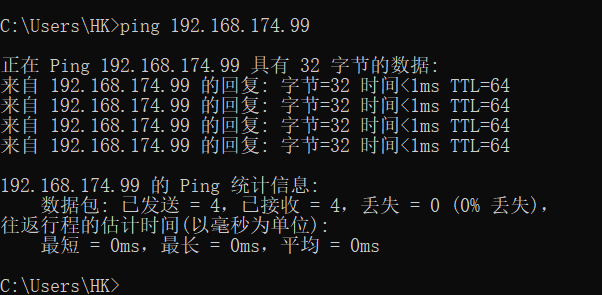 C:\Users\HK>ping 192.168.174.99
正在 Ping 192.168.174.99 具有 32 字节的数据:
来自 192.168.174.99 的回复: 字节=32 时间<1ms TTL=64
来自 192.168.174.99 的回复: 字节=32 时间<1ms TTL=64
来自 192.168.174.99 的回复: 字节=32 时间<1ms TTL=64
来自 192.168.174.99 的回复: 字节=32 时间<1ms TTL=64
192.168.174.99 的 Ping 统计信息:
数据包: 已发送 = 4，已接收 = 4，丢失 = 0 (0% 丢失)，
往返行程的估计时间(以毫秒为单位):
最短 = 0ms，最长 = 0ms，平均 = 0ms
C:\Users\HK>